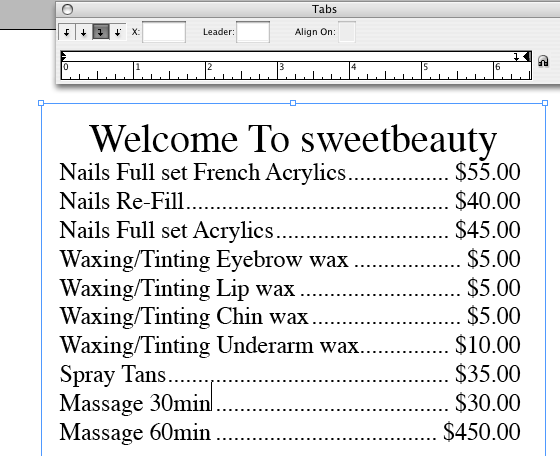 Tabs
X: Leader: Align On:
0 1 2 3 4 5 6
Welcome To sweetbeauty
Nails Full set French Acrylics.................. $55.00
Nails Re-Fill.............................................. $40.00
Nails Full set Acrylics.............................. $45.00
Waxing/Tinting Eyebrow wax .................. $5.00
Waxing/Tinting Lip wax ........................... $5.00
Waxing/Tinting Chin wax......................... $5.00
Waxing/Tinting Underarm wax............... $10.00
Spray Tans................................................. $35.00
Massage 30min ........................................ $30.00
Massage 60min ...................................... $450.00